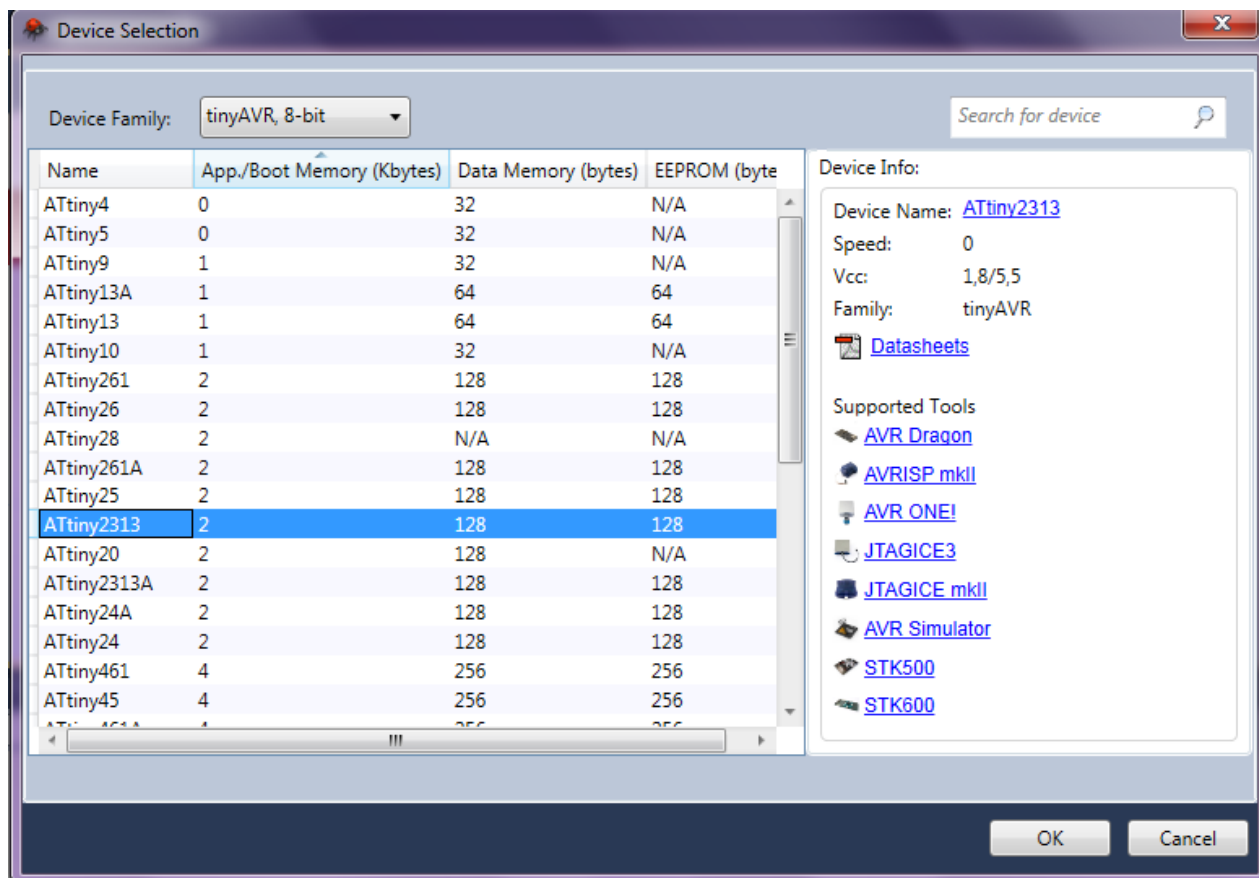 Device Selection
Device Family: tinyAVR, 8-bit Search for device
Name App./Boot Memory (Kbytes) Data Memory (bytes) EEPROM (byte
ATtiny4 0 32 N/A
ATtiny5 0 32 N/A
ATtiny9 1 32 N/A
ATtiny13A 1 64 64
ATtiny13 1 64 64
ATtiny10 1 32 N/A
ATtiny261 2 128 128
ATtiny26 2 128 128
ATtiny28 2 N/A N/A
ATtiny261A 2 128 128
ATtiny25 2 128 128
ATtiny2313 2 128 128
ATtiny20 2 128 N/A
ATtiny2313A 2 128 128
ATtiny24A 2 128 128
ATtiny24 2 128 128
ATtiny461 4 256 256
ATtiny45 4 256 256
Device Info:
Device Name: ATtiny2313
Speed: 0
Vcc: 1,8/5,5
Family: tinyAVR
Datasheets
Supported Tools
AVR Dragon
AVRISP mkII
AVR ONE!
JTAGICE3
JTAGICE mkII
AVR Simulator
STK500
STK600
OK Cancel